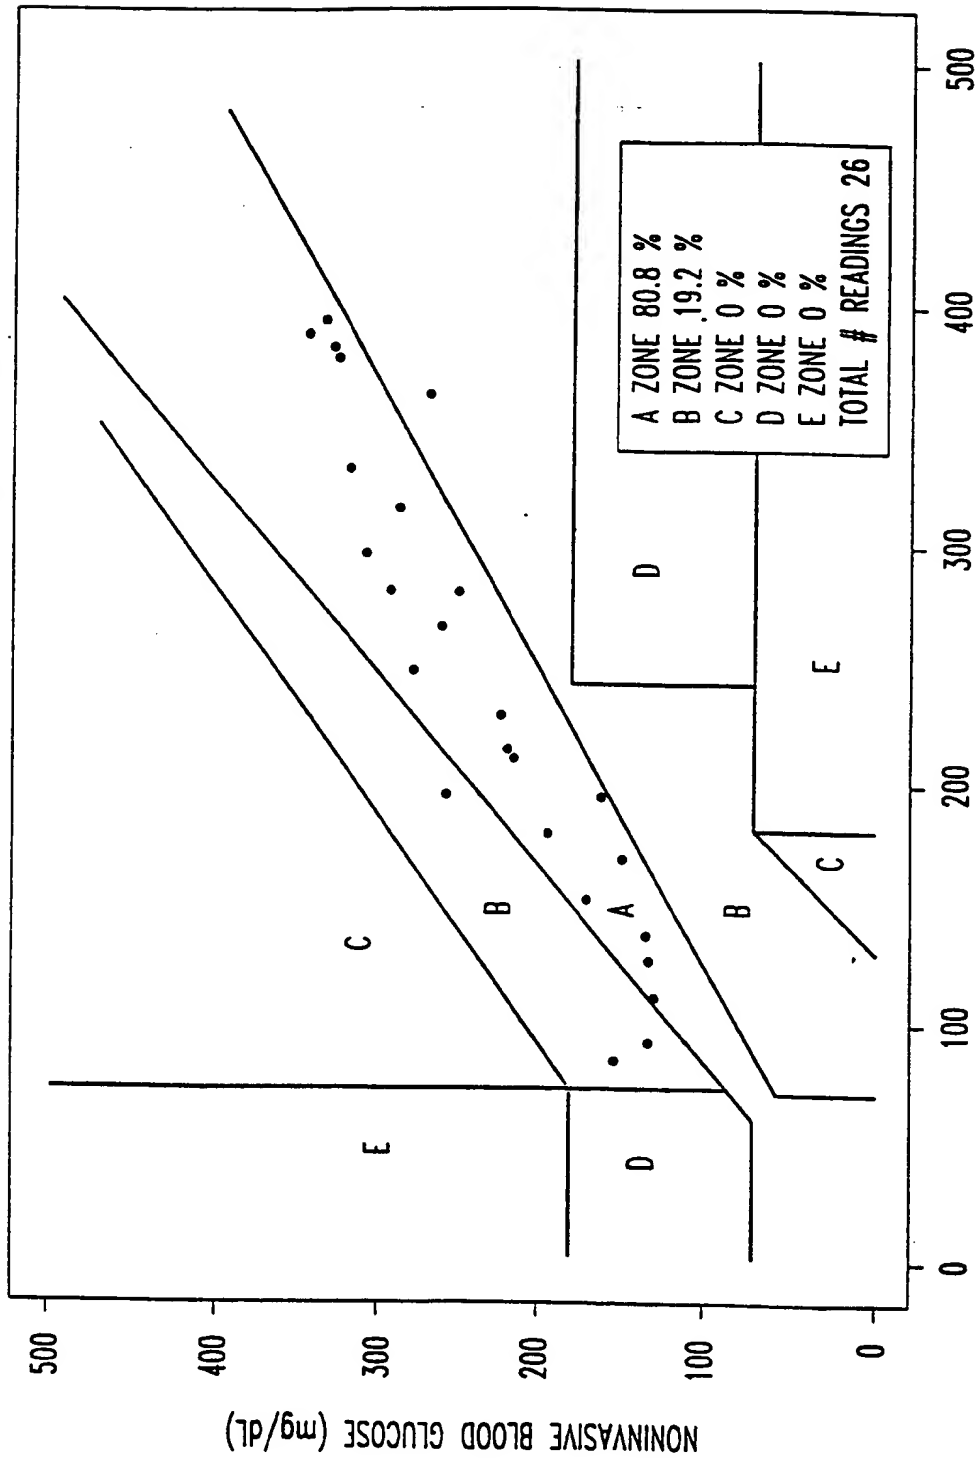 NONINVASIVE BLOOD GLUCOSE (mg/dL)
500
400
300
200
100
0
E
C
B
A
B
D
D
E
C
A ZONE 80.8 %
B ZONE 19.2 %
C ZONE 0 %
D ZONE 0 %
E ZONE 0 %
TOTAL # READINGS 26
0
100
200
300
400
500